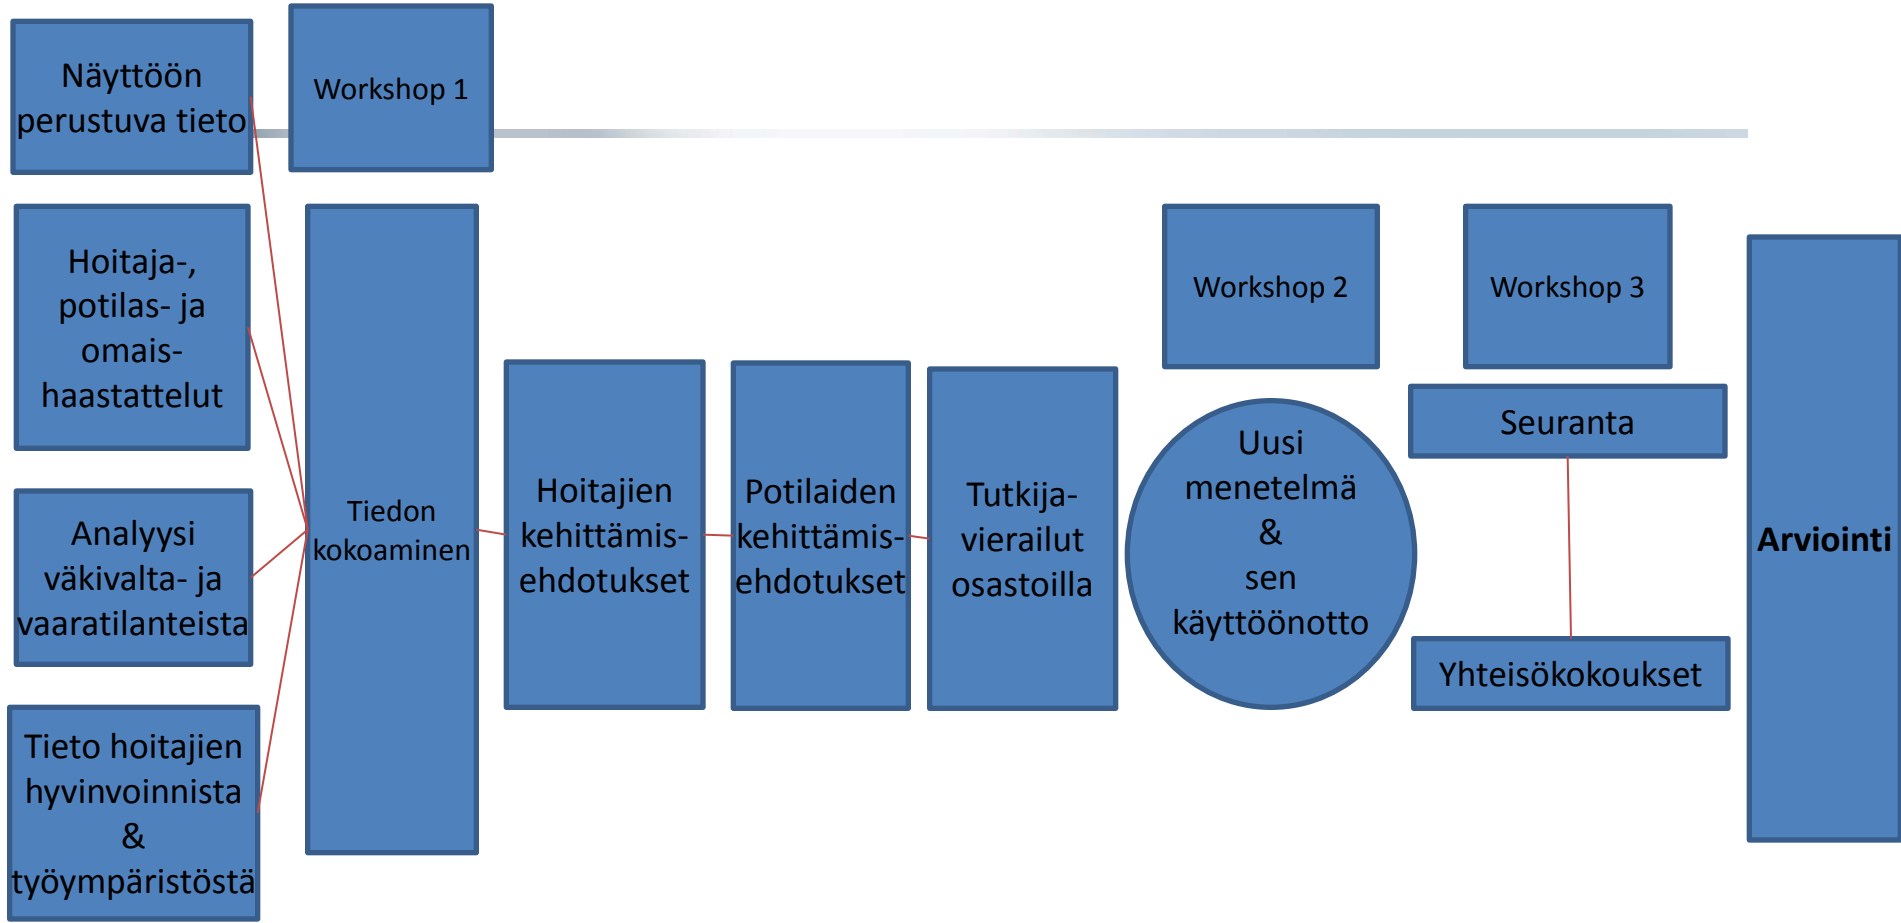 Näyttöön
perustuva tieto
Workshop 1
Hoitaja-,
potilas- ja
omais-
haastattelut
Analyysi
väkivalta- ja
vaaratilanteista
Tieto hoitajien
hyvinvoinnista
&
työympäristöstä
Tiedon
kokoaminen
Hoitajien
kehittämis-
ehdotukset
Potilaiden
kehittämis-
ehdotukset
Tutkija-
vierailut
osastoilla
Workshop 2
Uusi
menetelmä
&
sen
käyttöönotto
Workshop 3
Seuranta
Yhteisökokoukset
Arviointi